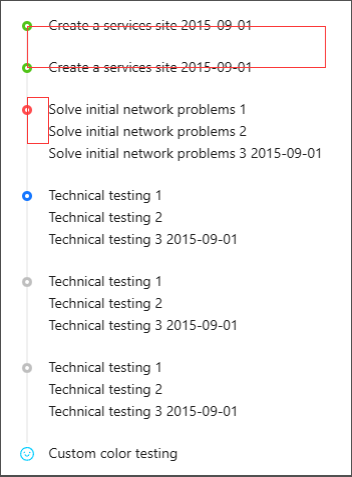 Create a services site 2015-09-01
Create a services site 2015-09-01
Solve initial network problems 1
Solve initial network problems 2
Solve initial network problems 3 2015-09-01
Technical testing 1
Technical testing 2
Technical testing 3 2015-09-01
Technical testing 1
Technical testing 2
Technical testing 3 2015-09-01
Technical testing 1
Technical testing 2
Technical testing 3 2015-09-01
Custom color testing